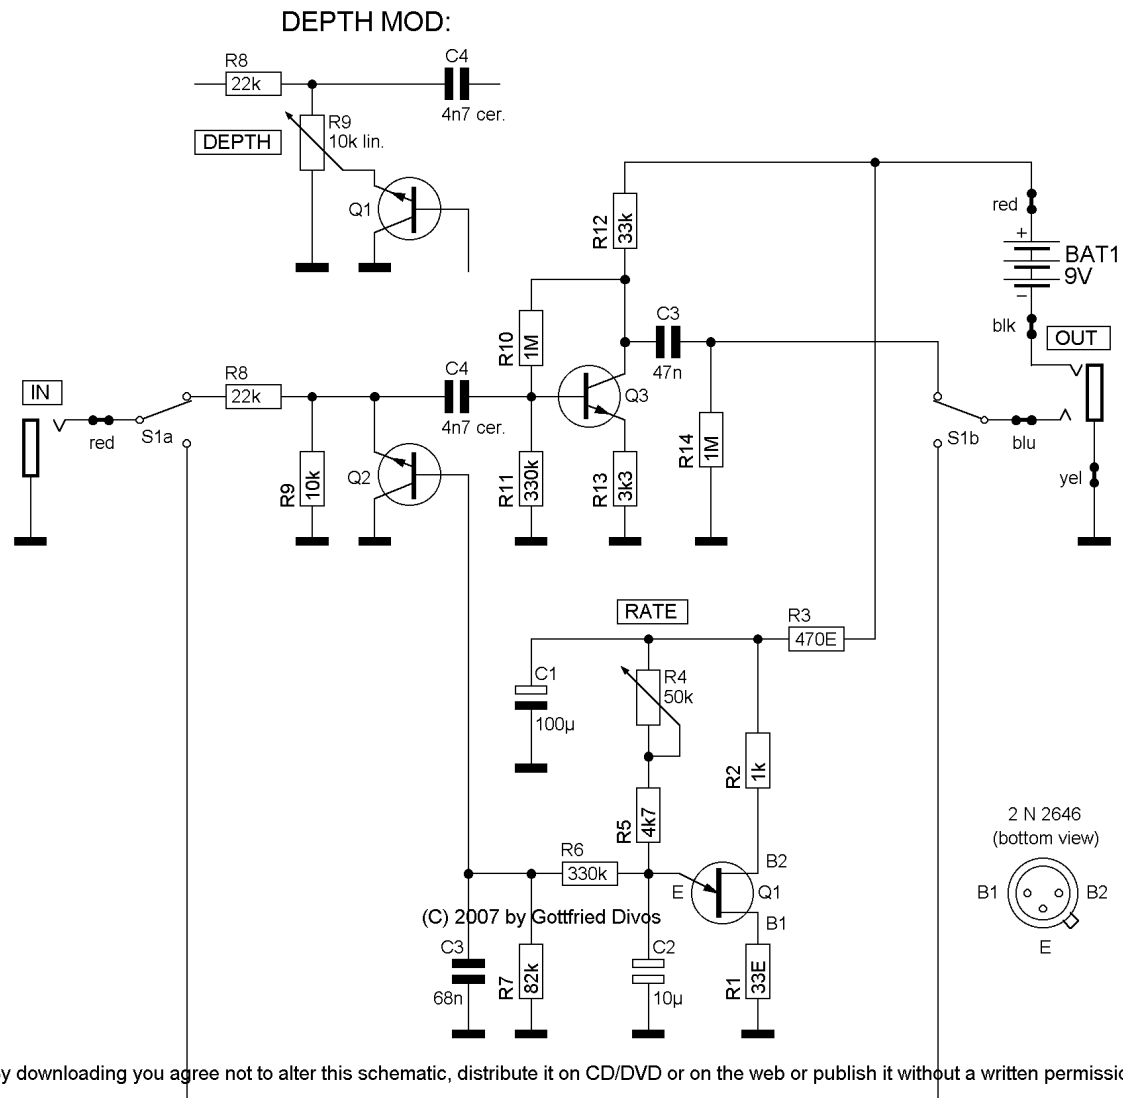 DEPTH MOD:
R8
22k
C4
4n7 cer.
R9
10k lin.
DEPTH
Q1
R12
33k
red
+
BAT1
9V
−
blk
OUT
R10
1M
C3
47n
IN
R8
22k
C4
4n7 cer.
Q3
red
S1a
R9
10k
Q2
R11
330k
R13
3k3
R14
1M
S1b
blu
yel
RATE
R3
470E
C1
100µ
R4
50k
R2
1k
R5
4k7
2 N 2646
(bottom view)
B1
B2
E
R6
330k
E
B2
Q1
B1
(C) 2007 by Gottfried Divos
C3
68n
R7
82k
C2
10µ
R1
33E
y downloading you agree not to alter this schematic, distribute it on CD/DVD or on the web or publish it without a written permissio